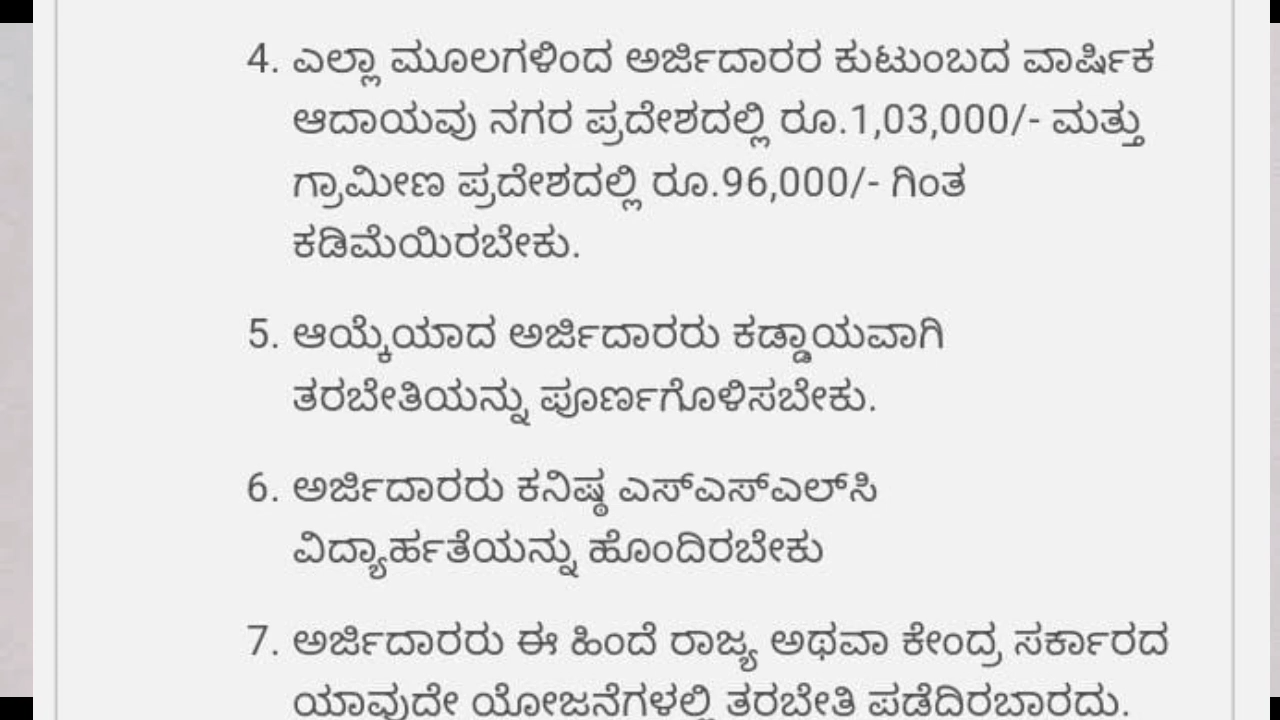 4. ಎಲ್ಲಾ ಮೂಲಗಳಿಂದ ಅರ್ಜಿದಾರರ ಕುಟುಂಬದ ವಾರ್ಷಿಕ
ಆದಾಯವು ನಗರ ಪ್ರದೇಶದಲ್ಲಿ ರೂ.1,03,000/- ಮತ್ತು
ಗ್ರಾಮೀಣ ಪ್ರದೇಶದಲ್ಲಿ ರೂ.96,000/- ಗಿಂತ
ಕಡಿಮೆಯಿರಬೇಕು.
5. ಆಯ್ಕೆಯಾದ ಅರ್ಜಿದಾರರು ಕಡ್ಡಾಯವಾಗಿ
ತರಬೇತಿಯನ್ನು ಪೂರ್ಣಗೊಳಿಸಬೇಕು.
6. ಅರ್ಜಿದಾರರು ಕನಿಷ್ಠ ಎಸ್ಎಸ್ಎಲ್‌ಸಿ
ವಿದ್ಯಾರ್ಹತೆಯನ್ನು ಹೊಂದಿರಬೇಕು
7. ಅರ್ಜಿದಾರರು ಈ ಹಿಂದೆ ರಾಜ್ಯ ಅಥವಾ ಕೇಂದ್ರ ಸರ್ಕಾರದ
ಯಾವುದೇ ಯೋಜನೆಗಳಲ್ಲಿ ತರಬೇತಿ ಪಡೆದಿರಬಾರದು.